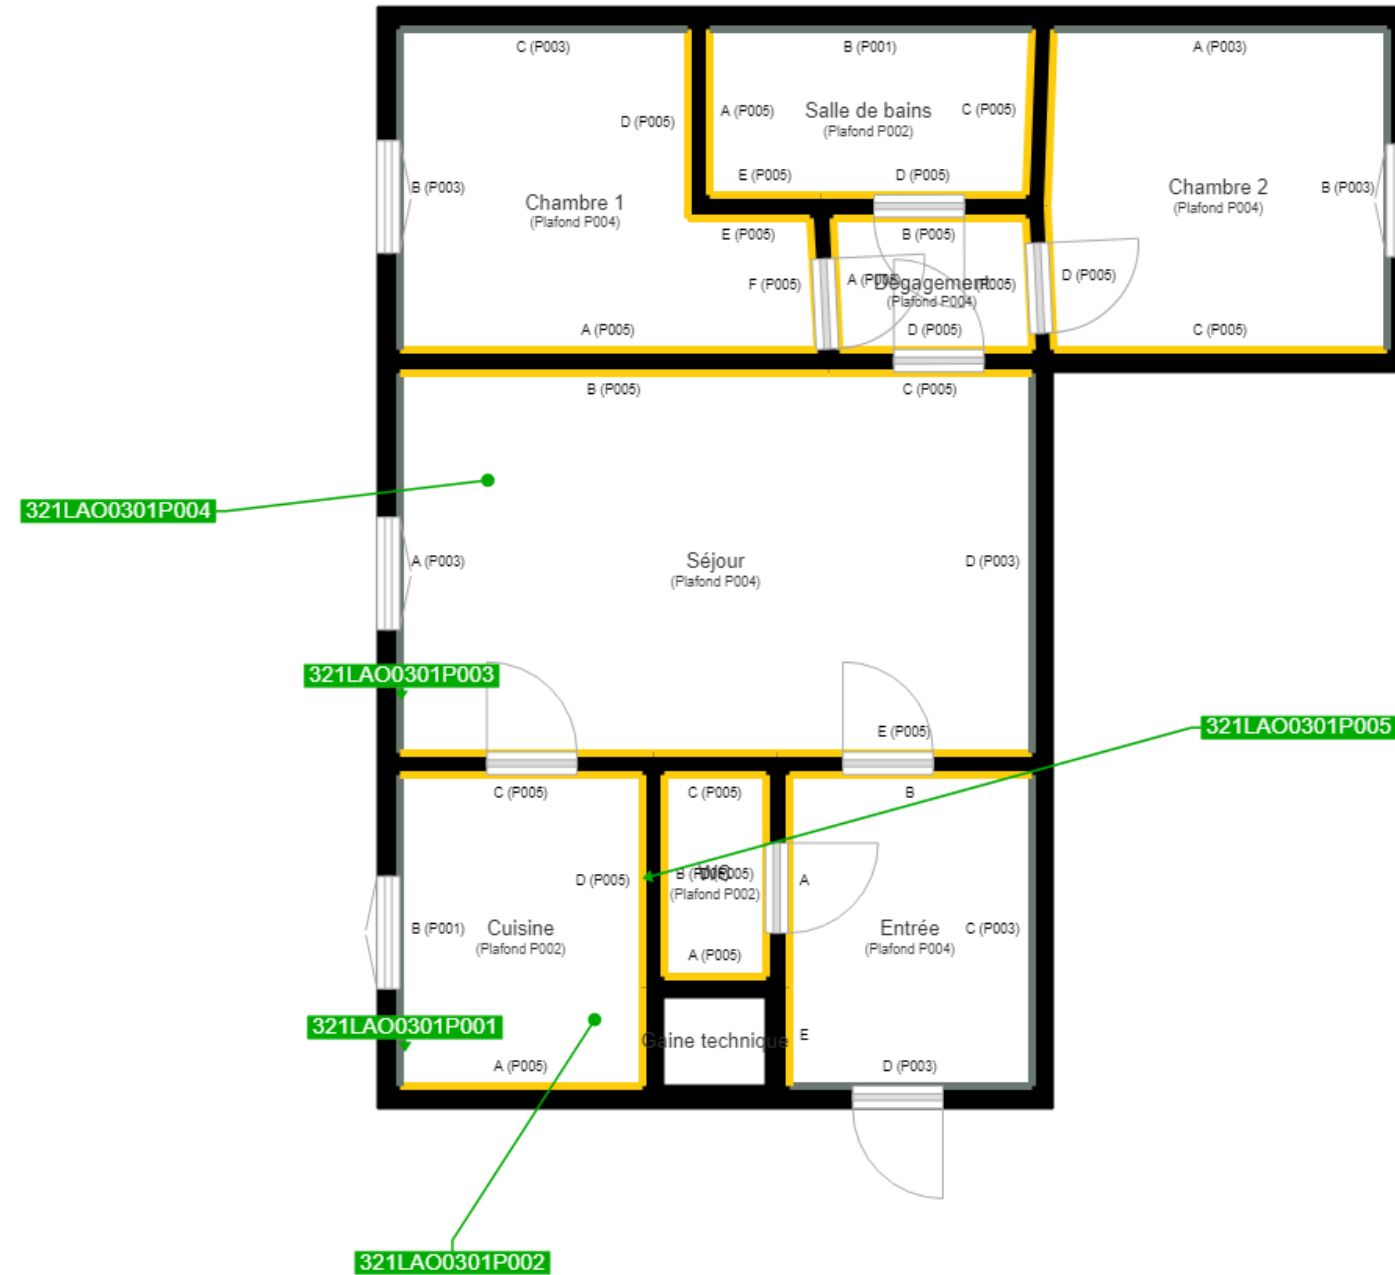 C (P003)
B (P001)
A (P003)
A (P005)
Salle de bains
C (P005)
D (P005)
(Plafond P002)
E (P005)
D (P005)
B (P003)
Chambre 1
(Plafond P004)
Chambre 2
(Plafond P004)
B (P003)
E (P005)
B (P005)
F (P005)
Dégagement
(Plafond P004)
D (P005)
A (P005)
D (P005)
C (P005)
B (P005)
C (P005)
321LAO0301P004
A (P003)
Séjour
(Plafond P004)
D (P003)
321LAO0301P003
E (P005)
321LAO0301P005
C (P005)
C (P005)
B
D (P005)
WC
(Plafond P002)
A
B (P001)
Cuisine
(Plafond P002)
Entrée
(Plafond P004)
C (P003)
A (P005)
321LAO0301P001
Gaine technique
E
A (P005)
D (P003)
321LAO0301P002